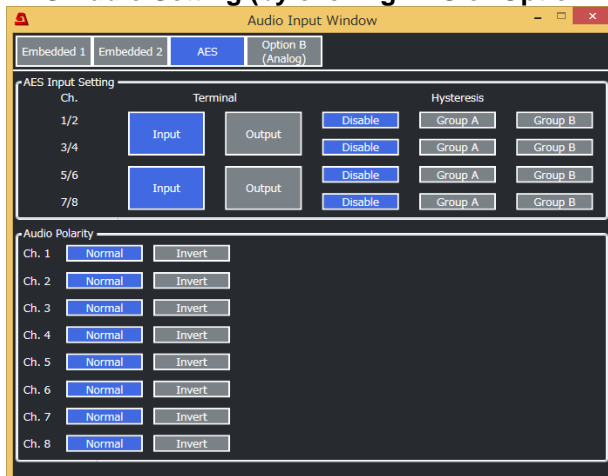 Audio Input Window
Embedded 1 Embedded 2 AES Option B
(Analog)
AES Input Setting
Ch. Terminal Hysteresis
1/2 Input Output Disable Group A Group B
3/4 Disable Group A Group B
5/6 Input Output Disable Group A Group B
7/8 Disable Group A Group B
Audio Polarity
Ch. 1 Normal Invert
Ch. 2 Normal Invert
Ch. 3 Normal Invert
Ch. 4 Normal Invert
Ch. 5 Normal Invert
Ch. 6 Normal Invert
Ch. 7 Normal Invert
Ch. 8 Normal Invert